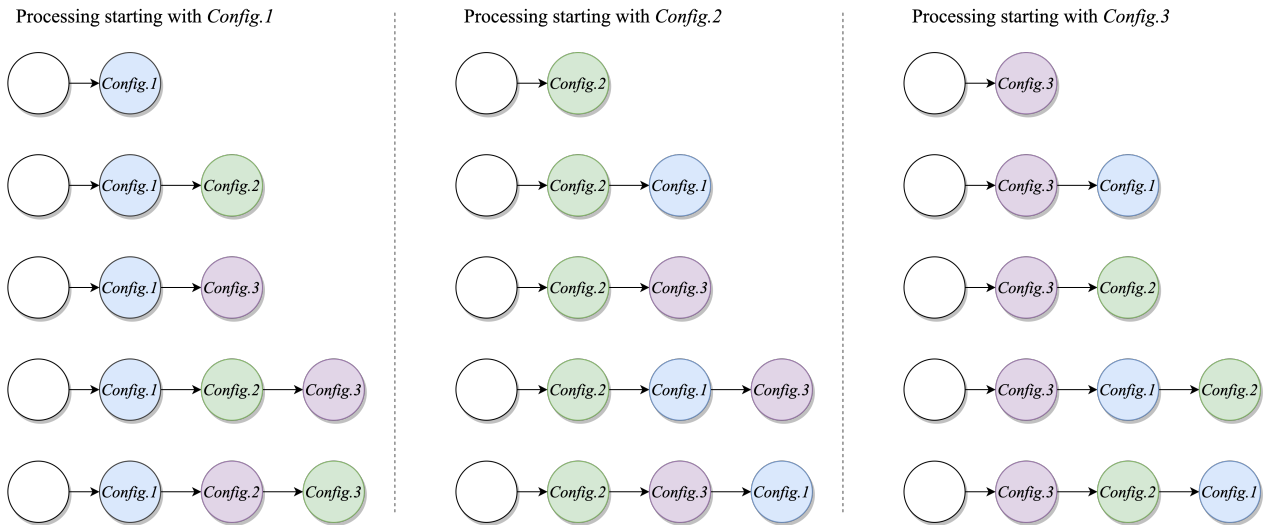 Processing starting with Config.1
Config.1
Config.1 Config.2
Config.1 Config.3
Config.1 Config.2 Config.3
Config.1 Config.2 Config.3
Processing starting with Config.2
Config.2
Config.2 Config.1
Config.2 Config.3
Config.2 Config.1 Config.3
Config.2 Config.3 Config.1
Processing starting with Config.3
Config.3
Config.3 Config.1
Config.3 Config.2
Config.3 Config.1 Config.2
Config.3 Config.2 Config.1